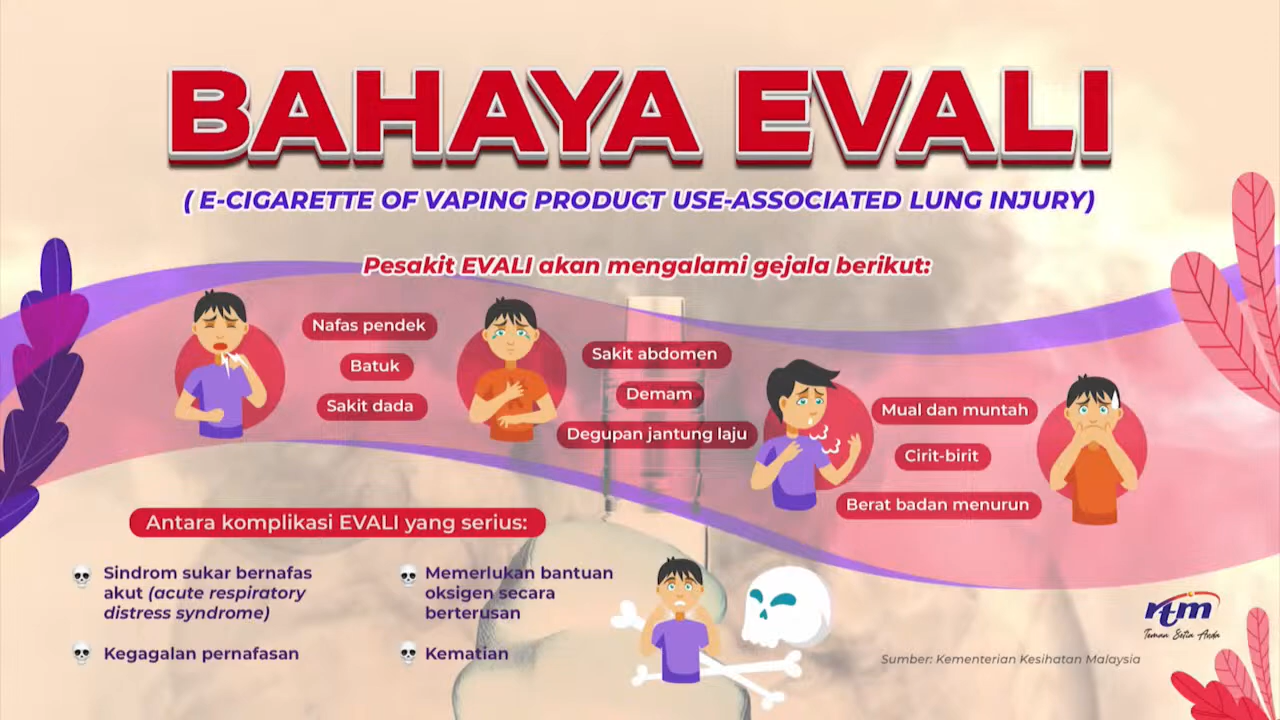 BAHAYA EVALI
( E-CIGARETTE OF VAPING PRODUCT USE-ASSOCIATED LUNG INJURY)
Pesakit EVALI akan mengalami gejala berikut:
Nafas pendek
Batuk
Sakit dada
Sakit abdomen
Demam
Degupan jantung laju
Mual dan muntah
Cirit-birit
Berat badan menurun
Antara komplikasi EVALI yang serius:
Sindrom sukar bernafas
akut (acute respiratory
distress syndrome)
Kegagalan pernafasan
Memerlukan bantuan
oksigen secara
berterusan
Kematian
rtm
Teman Setia Anda
Sumber: Kementerian Kesihatan Malaysia